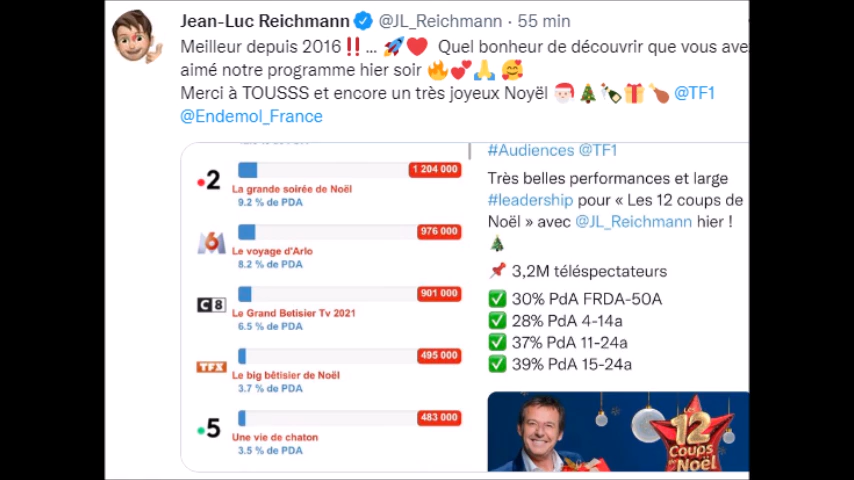 Jean-Luc Reichmann @JL_Reichmann · 55 min
Meilleur depuis 2016‼️... 🚀❤️ Quel bonheur de découvrir que vous ave
aimé notre programme hier soir 🔥💕🙏 🥰
Merci à TOUSSS et encore un très joyeux Noyël 🎅🎄🍾🎁🍗 @TF1
@Endemol_France
2
1 204 000
La grande soirée de Noël
9.2 % de PDA
M6
976 000
Le voyage d'Arlo
8.2 % de PDA
C8
901 000
Le Grand Betisier Tv 2021
6.5 % de PDA
TFX
495 000
Le big bêtisier de Noël
3.7 % de PDA
5
483 000
Une vie de chaton
3.5 % de PDA
#Audiences @TF1
Très belles performances et large
#leadership pour « Les 12 coups de
Noël » avec @JL_Reichmann hier !
🎄
📌 3,2M téléspectateurs
✅ 30% PdA FRDA-50A
✅ 28% PdA 4-14a
✅ 37% PdA 11-24a
✅ 39% PdA 15-24a
LES
12
COUPS
NOËL